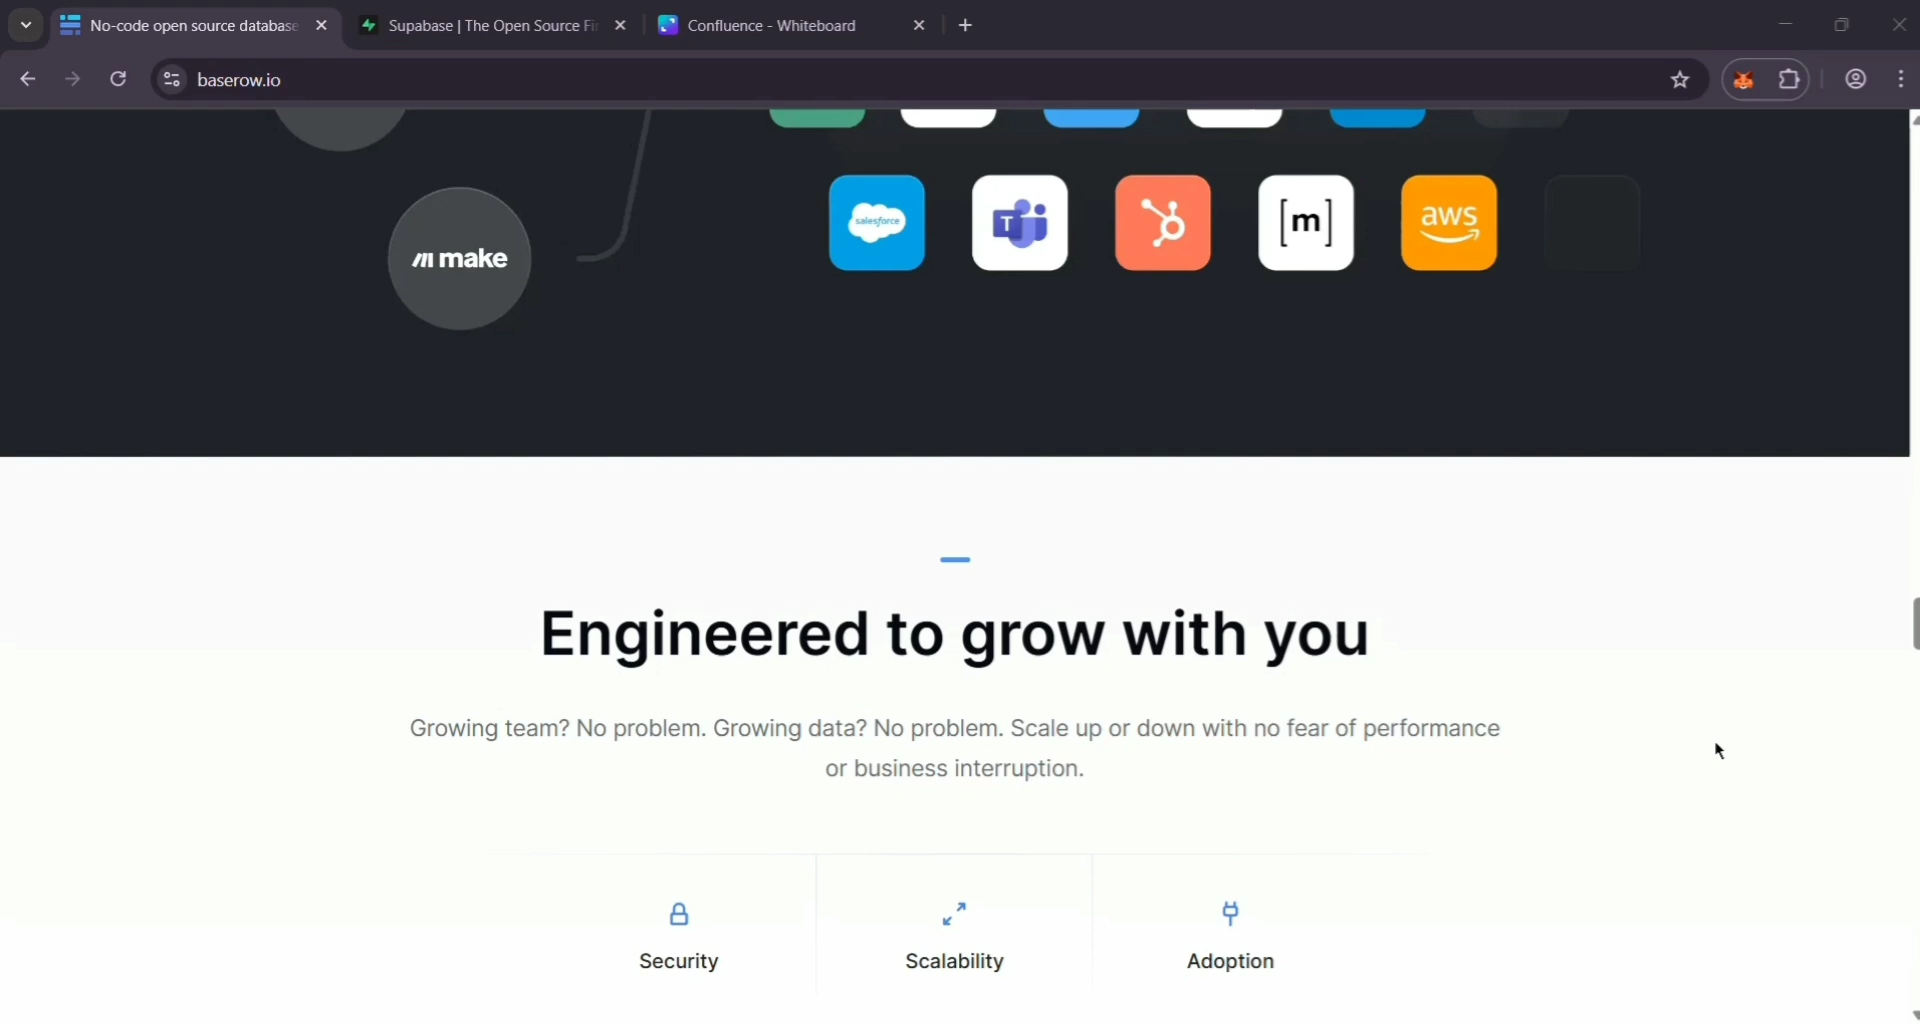 No-code open source database
Supabase | The Open Source Fi
Confluence - Whiteboard
baserow.io
salesforce
T
[m]
aws
make
Engineered to grow with you
Growing team? No problem. Growing data? No problem. Scale up or down with no fear of performance
or business interruption.
Security
Scalability
Adoption